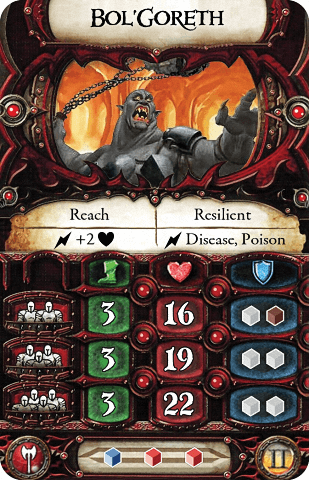 BOL'GORETH
Reach
Resilient
+2
Disease, Poison
3 16
3 19
3 22
II